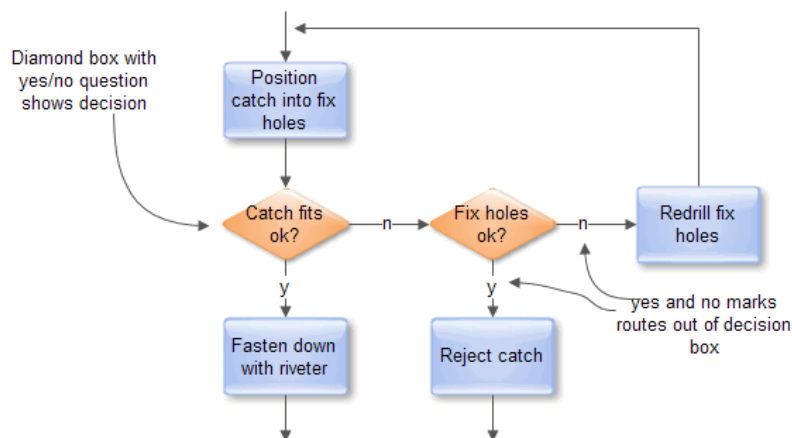 Diamond box with
yes/no question
shows decision
Position
catch into fix
holes
Catch fits
ok?
n
Fix holes
ok?
n
Redrill fix
holes
y
y
yes and no marks
routes out of decision
box
Fasten down
with riveter
Reject catch